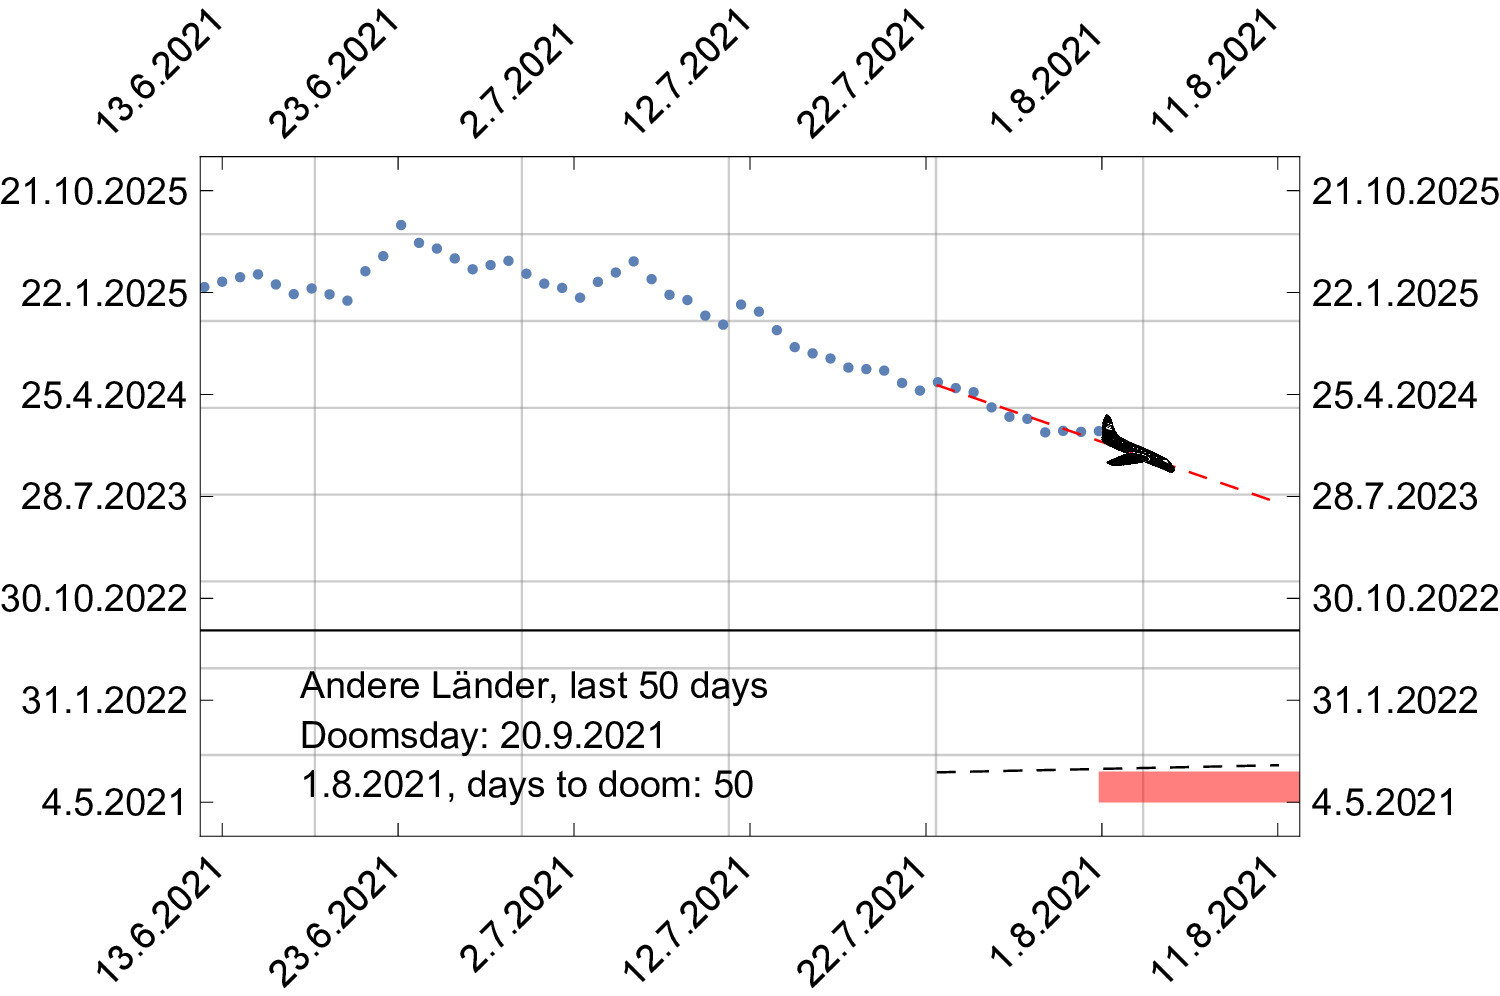 13.6.2021 23.6.2021 2.7.2021 12.7.2021 22.7.2021 1.8.2021 11.8.2021
21.10.2025 21.10.2025
22.1.2025 22.1.2025
25.4.2024 25.4.2024
28.7.2023 28.7.2023
30.10.2022 30.10.2022
31.1.2022 31.1.2022
4.5.2021 4.5.2021
Andere Länder, last 50 days
Doomsday: 20.9.2021
1.8.2021, days to doom: 50
13.6.2021 23.6.2021 2.7.2021 12.7.2021 22.7.2021 1.8.2021 11.8.2021